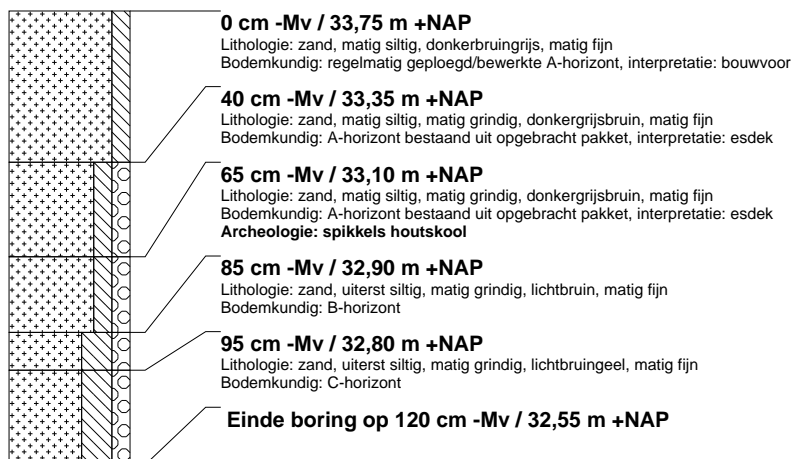 0 cm -Mv / 33,75 m +NAP
Lithologie: zand, matig siltig, donkerbruingrijs, matig fijn
Bodemkundig: regelmatig geploegd/bewerkte A-horizont, interpretatie: bouwvoor
40 cm -Mv / 33,35 m +NAP
Lithologie: zand, matig siltig, matig grindig, donkergrijsbruin, matig fijn
Bodemkundig: A-horizont bestaand uit opgebracht pakket, interpretatie: esdek
65 cm -Mv / 33,10 m +NAP
Lithologie: zand, matig siltig, matig grindig, donkergrijsbruin, matig fijn
Bodemkundig: A-horizont bestaand uit opgebracht pakket, interpretatie: esdek
Archeologie: spikkels houtskool
85 cm -Mv / 32,90 m +NAP
Lithologie: zand, uiterst siltig, matig grindig, lichtbruin, matig fijn
Bodemkundig: B-horizont
95 cm -Mv / 32,80 m +NAP
Lithologie: zand, uiterst siltig, matig grindig, lichtbruingeel, matig fijn
Bodemkundig: C-horizont
Einde boring op 120 cm -Mv / 32,55 m +NAP